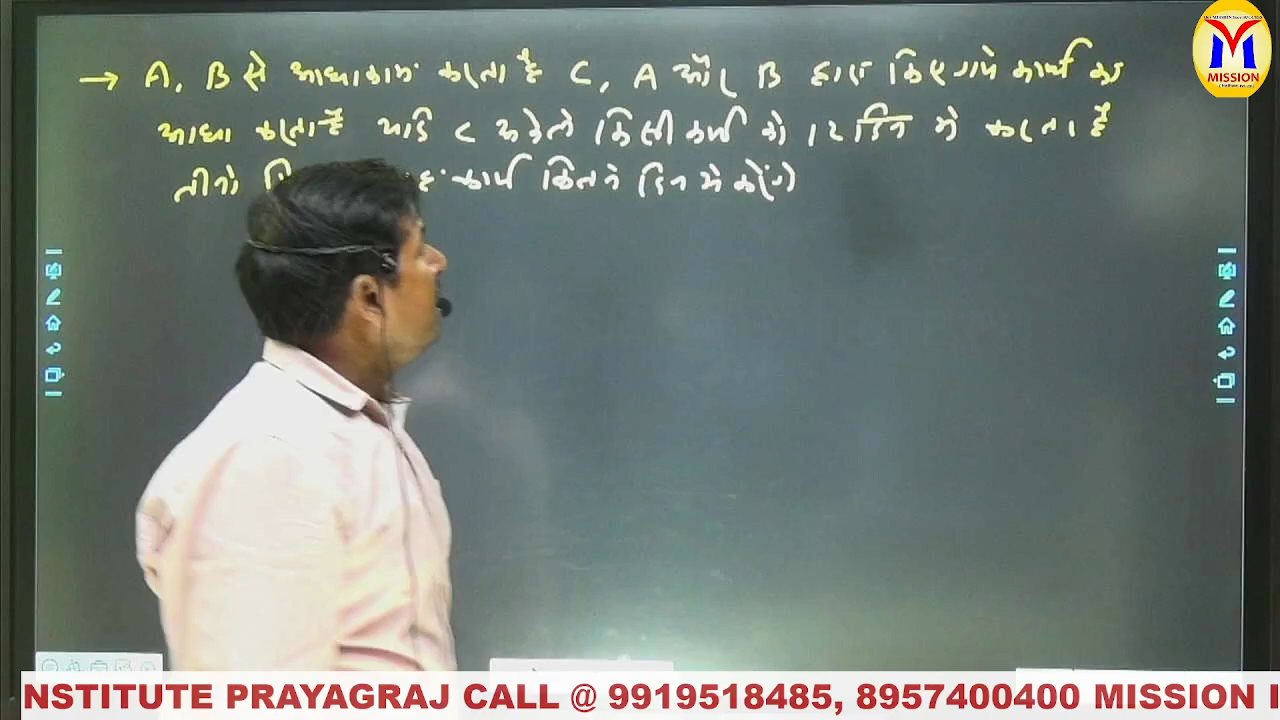 → A, B से आधा काम करता है C, A और B द्वारा किए गये कार्य का
आधा करता है यदि C अकेले किसी कार्य को 12 दिन मे करता है
तीनो कार्य कितने दिन मे करेंगे
MISSION
NSTITUTE PRAYAGRAJ CALL @ 9919518485, 8957400400 MISSION I